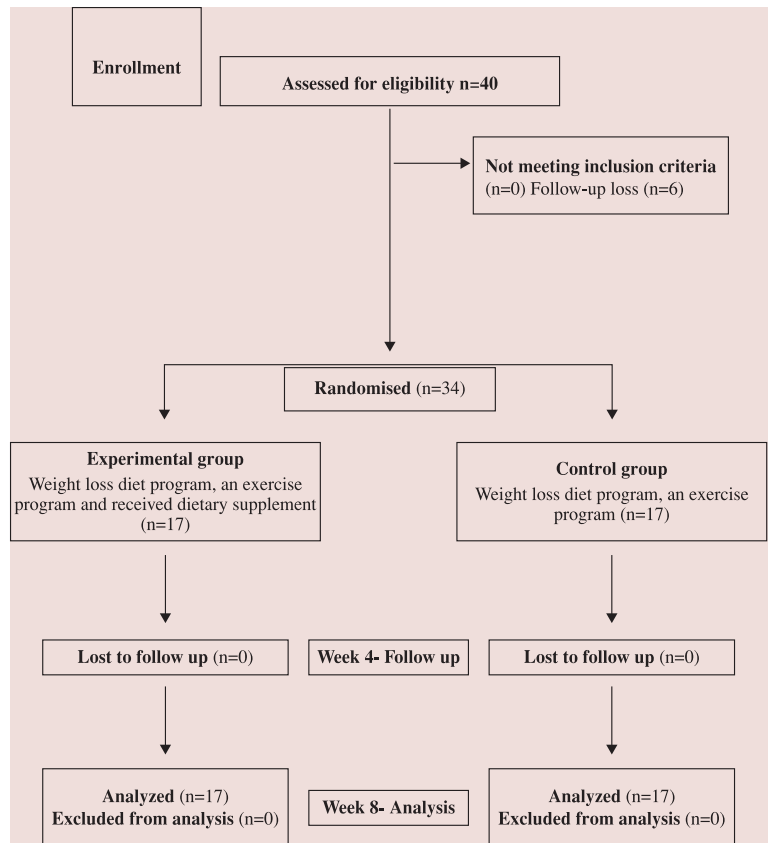 Enrollment
Assessed for eligibility n=40
Not meeting inclusion criteria
(n=0) Follow-up loss (n=6)
Randomised (n=34)
Experimental group
Weight loss diet program, an exercise
program and received dietary supplement
(n=17)
Control group
Weight loss diet program, an exercise
program (n=17)
Lost to follow up (n=0)
Week 4- Follow up
Lost to follow up (n=0)
Analyzed (n=17)
Excluded from analysis (n=0)
Week 8- Analysis
Analyzed (n=17)
Excluded from analysis (n=0)